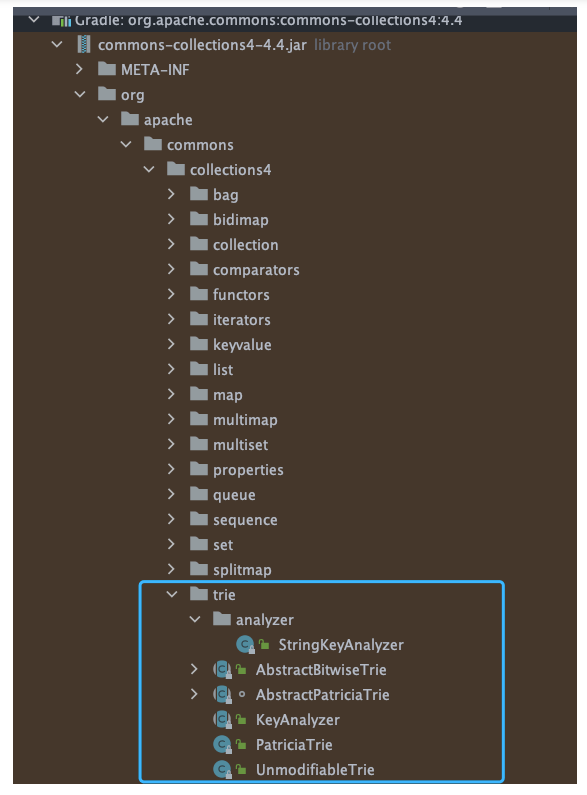 Gradle: org.apache.commons:commons-collections4:4.4
commons-collections4-4.4.jar library root
META-INF
org
apache
commons
collections4
bag
bidimap
collection
comparators
functors
iterators
keyvalue
list
map
multimap
multiset
properties
queue
sequence
set
splitmap
trie
analyzer
StringKeyAnalyzer
AbstractBitwiseTrie
AbstractPatriciaTrie
KeyAnalyzer
PatriciaTrie
UnmodifiableTrie